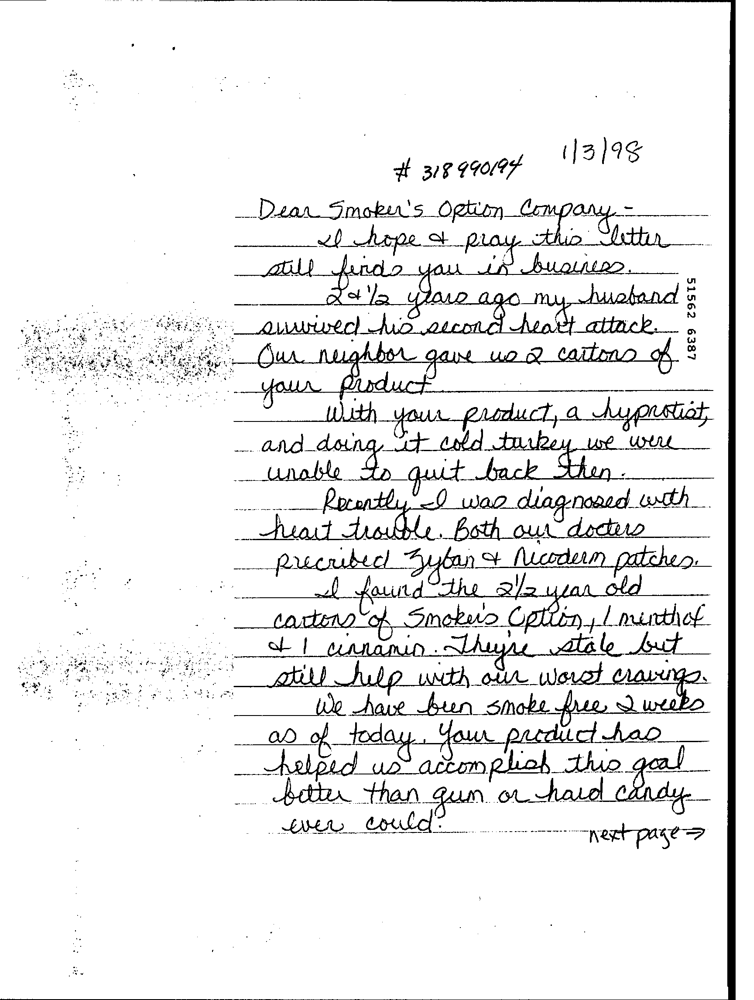 1/3/98
# 318990194
Dear Smoker's Option Company -
I hope & pray this letter
still finds you in business.
2 & 1/2 years ago my husband
survived his second heart attack.
Our neighbor gave us 2 cartons of
your product
With your product, a hypnotist,
and doing it cold turkey we were
unable to quit back then.
Recently I was diagnosed with
heart trouble. Both our docters
precribed Zyban & Nicoderm patches.
I found the 2 1/2 year old
cartons of Smoker's Option, 1 menthol
& 1 cinnamin. They're stale but
still help with our worst cravings.
We have been smoke free 2 weeks
as of today. Your product has
helped us accomplish this goal
better than gum or hard candy
ever could.
next page →
51562 6387